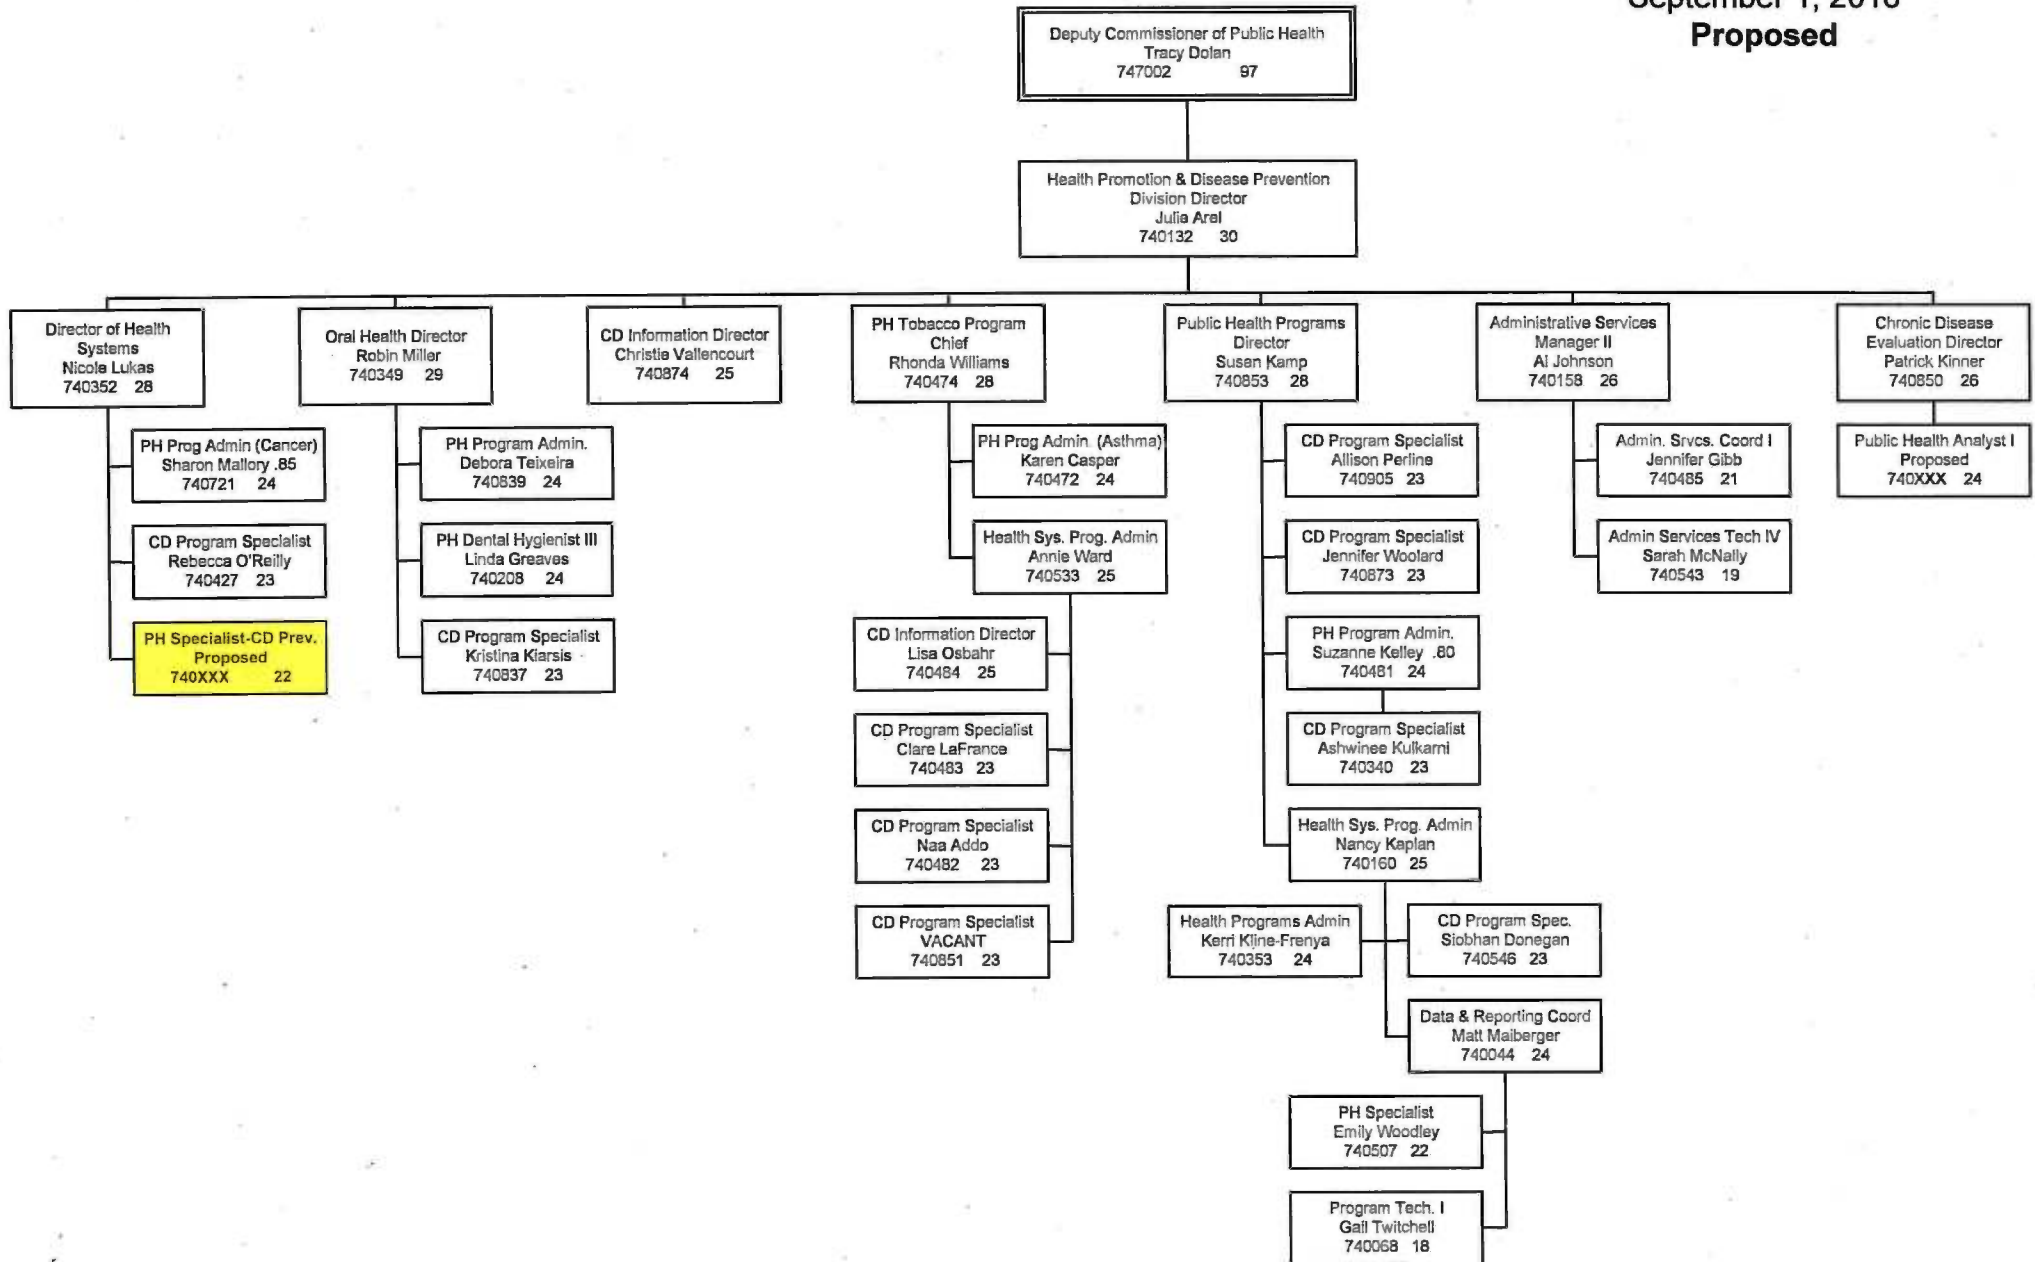 September 1, 2016
Proposed
Deputy Commissioner of Public Health
Tracy Dolan
747002 97
Health Promotion & Disease Prevention
Division Director
Julie Arel
740132 30
Director of Health
Systems
Nicole Lukas
740352 28
PH Prog Admin (Cancer)
Sharon Mallory .85
740721 24
CD Program Specialist
Rebecca O'Reilly
740427 23
PH Specialist-CD Prev.
Proposed
740XXX 22
Oral Health Director
Robin Miller
740349 29
PH Program Admin.
Debora Teixeira
740839 24
PH Dental Hygienist III
Linda Greaves
740208 24
CD Program Specialist
Kristina Kiarsis
740837 23
CD Information Director
Christie Vallencourt
740874 25
PH Tobacco Program
Chief
Rhonda Williams
740474 28
PH Prog Admin (Asthma)
Karen Casper
740472 24
Health Sys. Prog. Admin
Annie Ward
740533 25
CD Information Director
Lisa Osbahr
740484 25
CD Program Specialist
Clare LaFrance
740483 23
CD Program Specialist
Naa Addo
740482 23
CD Program Specialist
VACANT
740851 23
Public Health Programs
Director
Susan Kamp
740853 28
CD Program Specialist
Allison Perline
740905 23
CD Program Specialist
Jennifer Woolard
740873 23
PH Program Admin.
Suzanne Kelley .80
740481 24
CD Program Specialist
Ashwinee Kulkarni
740340 23
Health Sys. Prog. Admin
Nancy Kaplan
740160 25
Health Programs Admin
Kerri Kline-Frenya
740353 24
CD Program Spec.
Siobhan Donegan
740546 23
Data & Reporting Coord
Matt Maiberger
740044 24
PH Specialist
Emily Woodley
740507 22
Program Tech. I
Gail Twitchell
740068 18
Administrative Services
Manager II
Al Johnson
740158 26
Admin. Srvcs. Coord I
Jennifer Gibb
740485 21
Admin Services Tech IV
Sarah McNally
740543 19
Chronic Disease
Evaluation Director
Patrick Kinner
740850 26
Public Health Analyst I
Proposed
740XXX 24